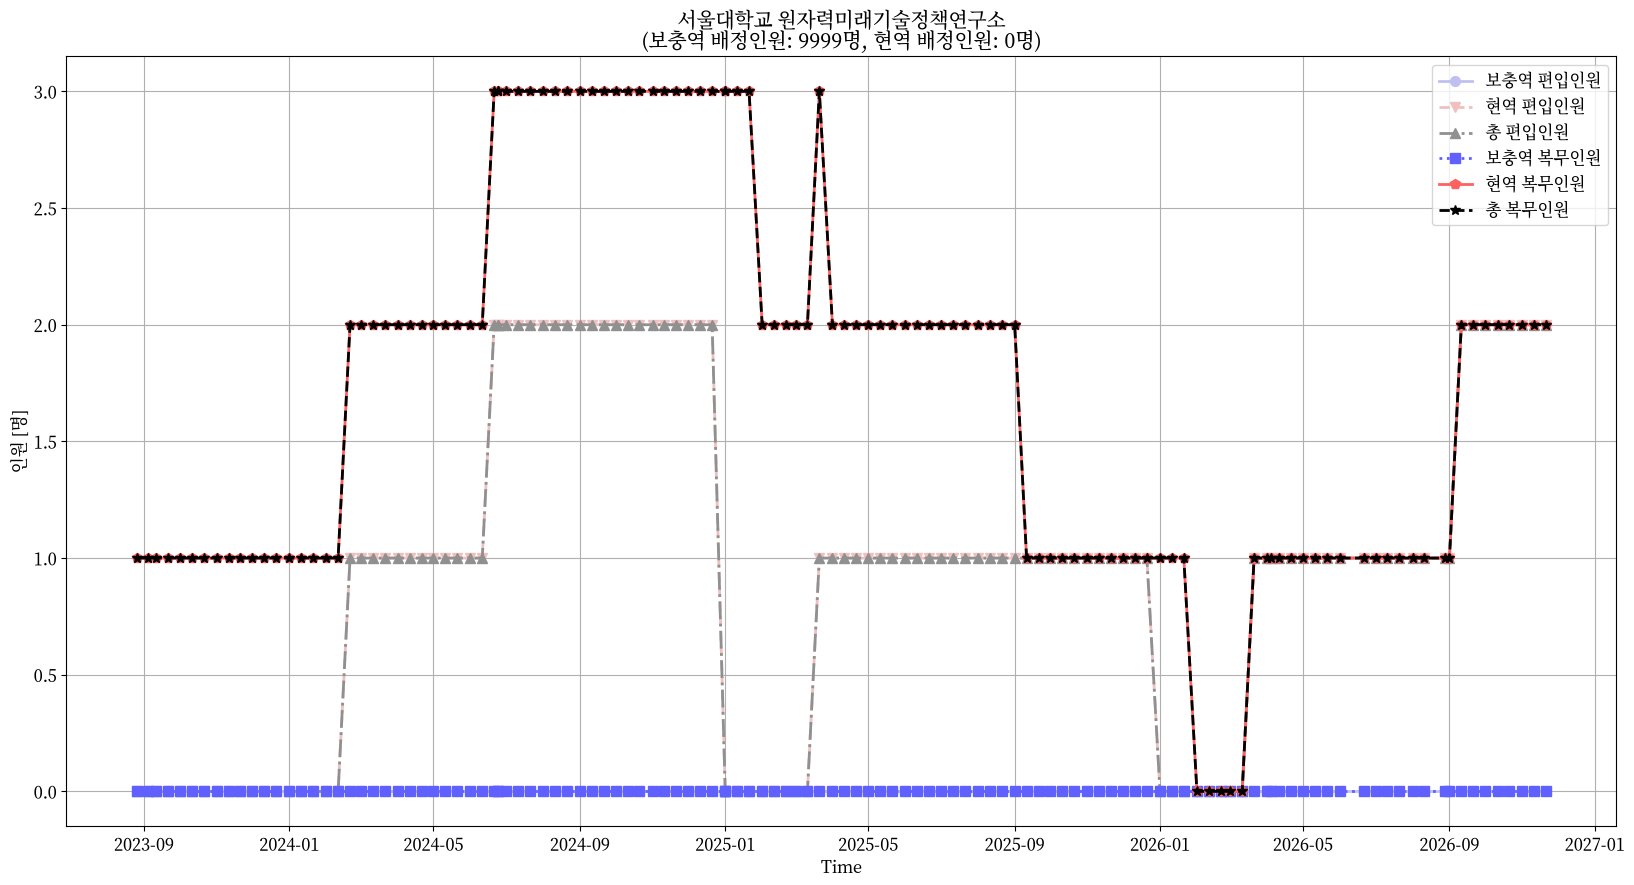 서울대학교 원자력미래기술정책연구소
(보충역 배정인원: 9999명, 현역 배정인원: 0명)
보충역 편입인원
현역 편입인원
총 편입인원
보충역 복무인원
현역 복무인원
총 복무인원
인원 [명]
3.0
2.5
2.0
1.5
1.0
0.5
0.0
2023-09
2024-01
2024-05
2024-09
2025-01
2025-05
2025-09
2026-01
2026-05
2026-09
2027-01
Time